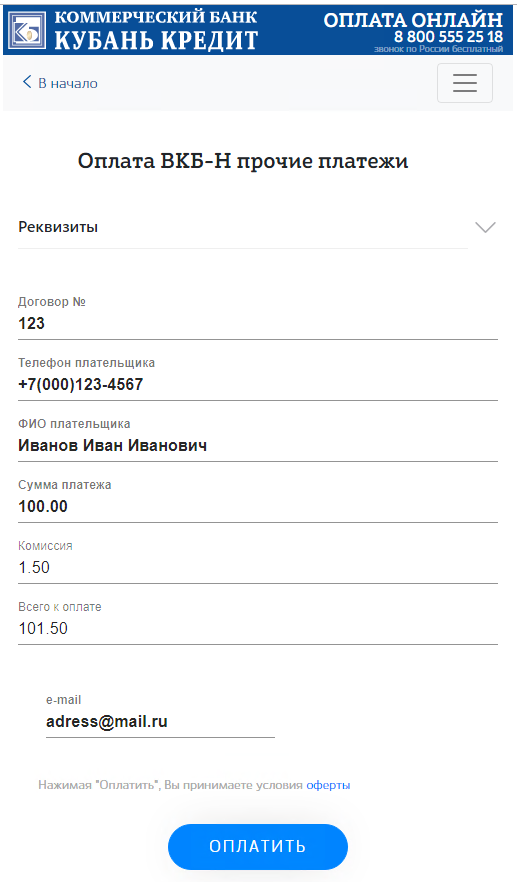 КОММЕРЧЕСКИЙ БАНК
КУБАНЬ КРЕДИТ
ОПЛАТА ОНЛАЙН
8 800 555 25 18
звонок по России бесплатный
В начало
Оплата ВКБ-Н прочие платежи
Реквизиты
Договор №
123
Телефон плательщика
+7(000)123-4567
ФИО плательщика
Иванов Иван Иванович
Сумма платежа
100.00
Комиссия
1.50
Всего к оплате
101.50
e-mail
adress@mail.ru
Нажимая "Оплатить", Вы принимаете условия оферты
ОПЛАТИТЬ